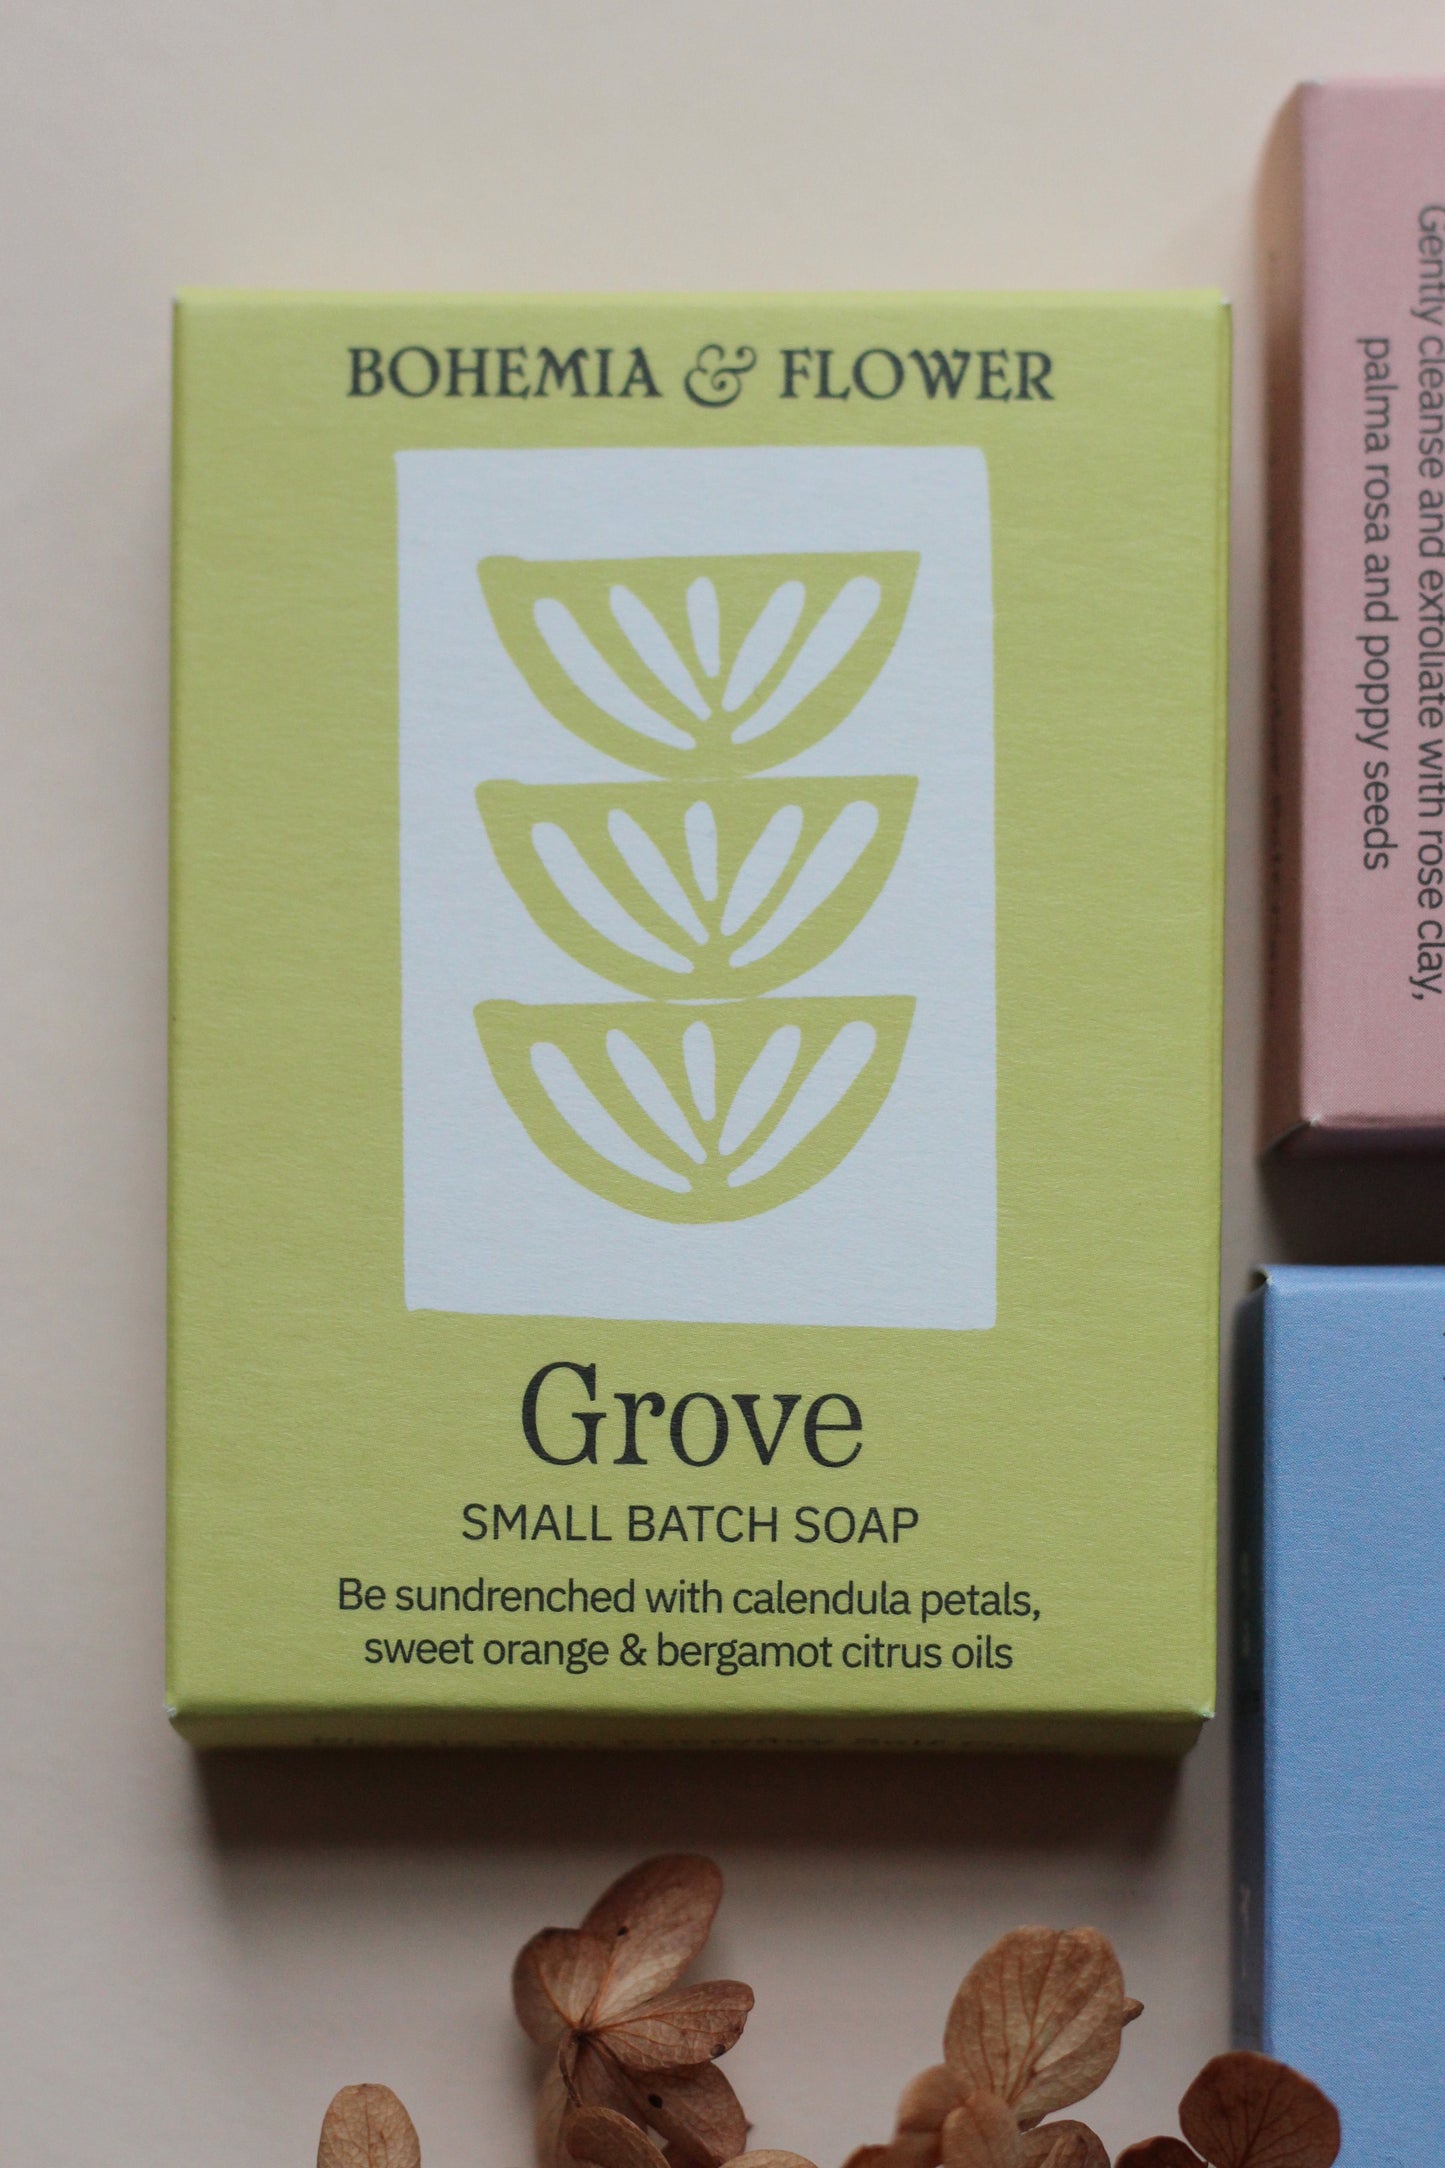 BOHEMIA & FLOWER
Grove
SMALL BATCH SOAP
Be sundrenched with calendula petals,
sweet orange & bergamot citrus oils
Gently cleanse and exfoliate with rose clay,
palma rosa and poppy seeds